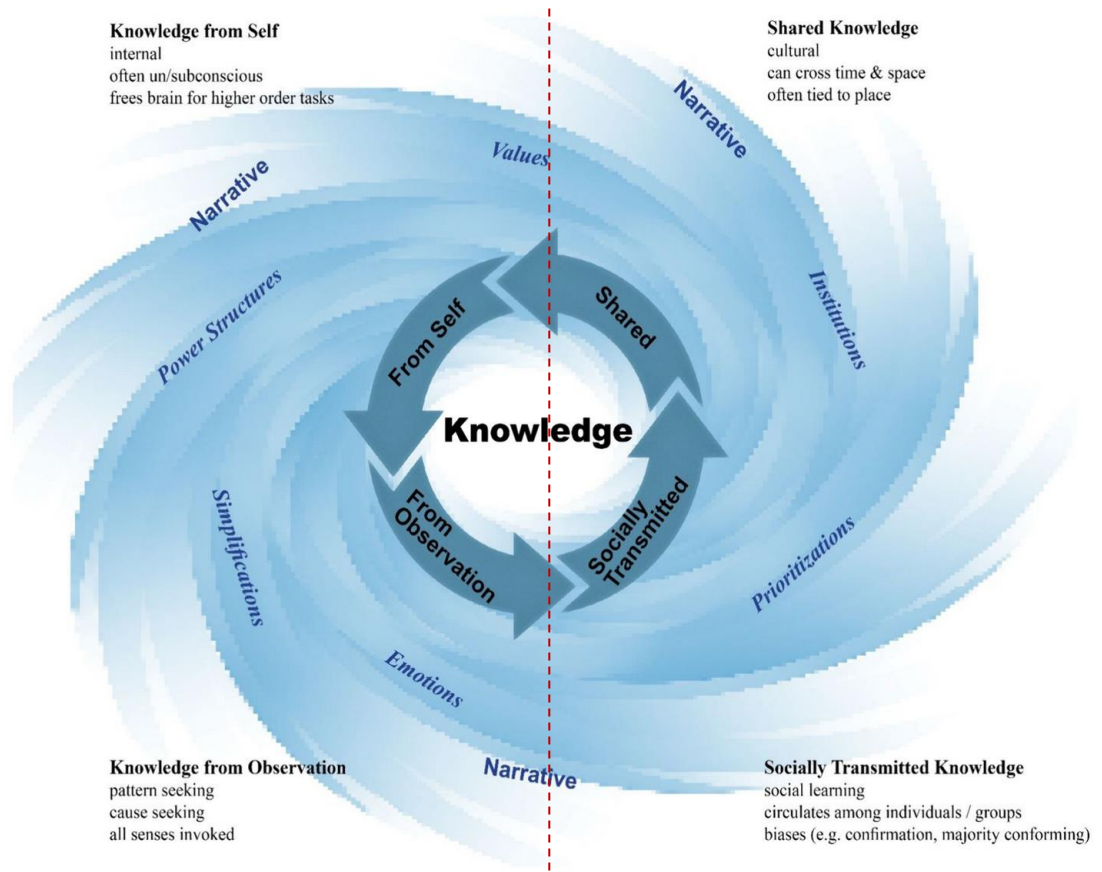 Knowledge from Self
internal
often un/subconscious
frees brain for higher order tasks
Shared Knowledge
cultural
can cross time & space
often tied to place
Narrative
Values
Narrative
Power Structures
Institutions
From Self
Shared
Knowledge
From
Observation
Socially
Transmitted
Simplifications
Prioritizations
Emotions
Narrative
Knowledge from Observation
pattern seeking
cause seeking
all senses invoked
Socially Transmitted Knowledge
social learning
circulates among individuals / groups
biases (e.g. confirmation, majority conforming)